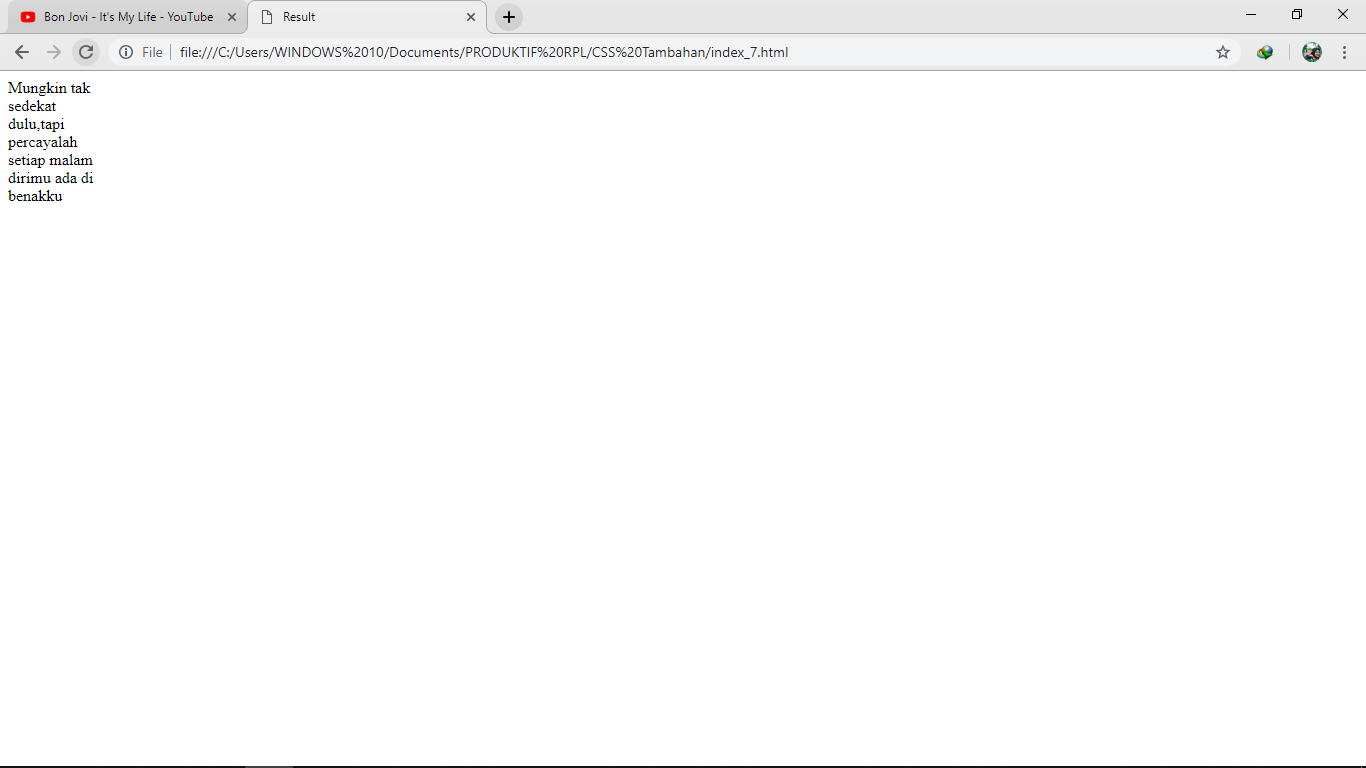 Bon Jovi - It's My Life - YouTube
Result
File
file:///C:/Users/WINDOWS%2010/Documents/PRODUKTIF%20RPL/CSS%20Tambahan/index_7.html
Mungkin tak
sedekat
dulu,tapi
percayalah
setiap malam
dirimu ada di
benakku